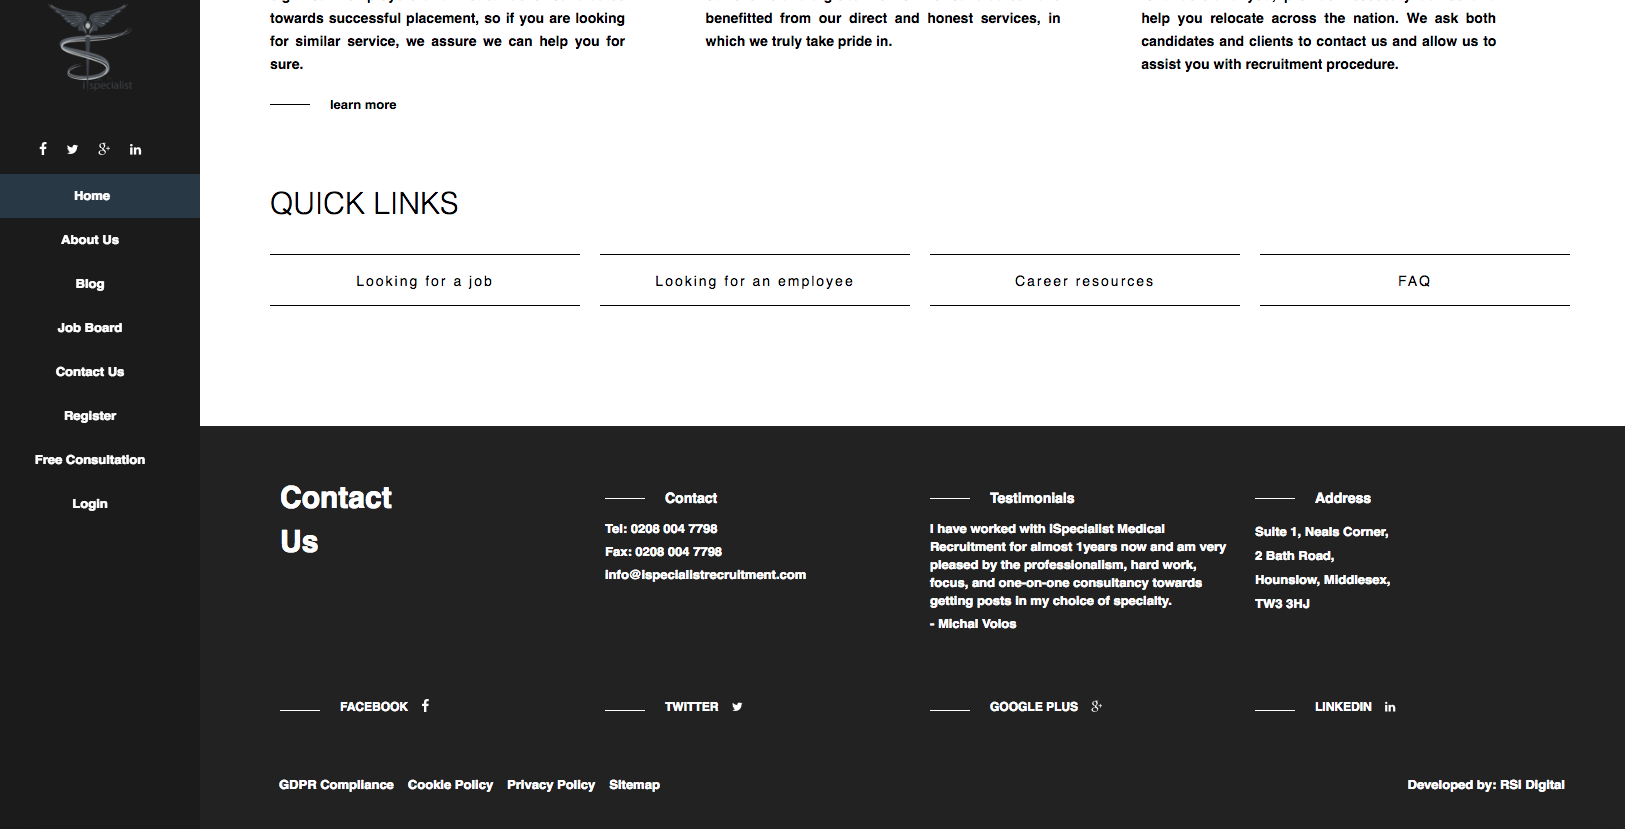 specialist
Home
About Us
Blog
Job Board
Contact Us
Register
Free Consultation
Login
towards successful placement, so if you are looking
for similar service, we assure we can help you for
sure.
learn more
benefitted from our direct and honest services, in
which we truly take pride in.
help you relocate across the nation. We ask both
candidates and clients to contact us and allow us to
assist you with recruitment procedure.
QUICK LINKS
Looking for a job
Looking for an employee
Career resources
FAQ
Contact
Us
Contact
Tel: 0208 004 7798
Fax: 0208 004 7798
info@ispecialistrecruitment.com
Testimonials
I have worked with iSpecialist Medical
Recruitment for almost 1years now and am very
pleased by the professionalism, hard work,
focus, and one-on-one consultancy towards
getting posts in my choice of specialty.
- Michal Volos
Address
Suite 1, Neals Corner,
2 Bath Road,
Hounslow, Middlesex,
TW3 3HJ
FACEBOOK
TWITTER
GOOGLE PLUS
LINKEDIN
GDPR Compliance Cookie Policy Privacy Policy Sitemap
Developed by: RSI Digital